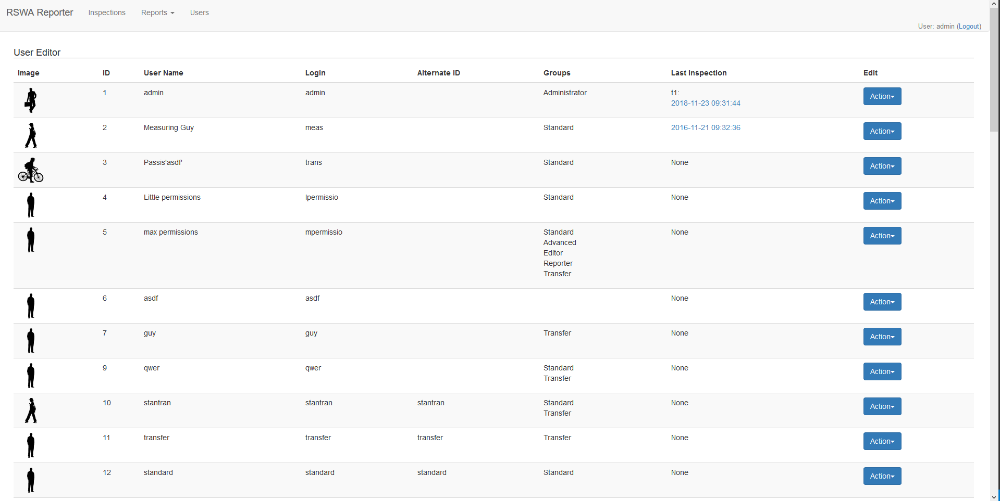 RSWA Reporter Inspections Reports Users
User: admin (Logout)
User Editor
Image ID User Name Login Alternate ID Groups Last Inspection Edit
1 admin admin Administrator t1: Action
2018-11-23 09:31:44
2 Measuring Guy meas Standard 2016-11-21 09:32:36 Action
3 Passis'asdf' trans Standard None Action
4 Little permissions lpermissio Standard None Action
5 max permissions mpermissio Standard None Action
Advanced
Editor
Reporter
Transfer
6 asdf asdf None Action
7 guy guy Transfer None Action
9 qwer qwer Standard None Action
Transfer
10 stantran stantran stantran Standard None Action
Transfer
11 transfer transfer transfer Transfer None Action
12 standard standard standard Standard None Action